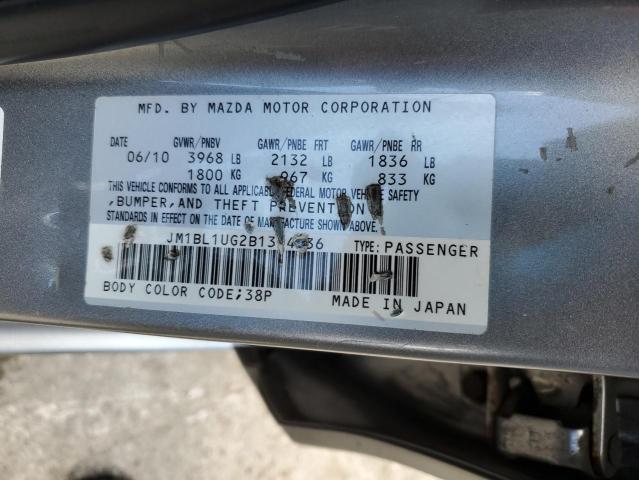 MFD. BY MAZDA MOTOR CORPORATION
DATE GVWR/PNBV GAWR/PNBE FRT GAWR/PNBE RR
06/10 3968 LB 2132 LB 1836 LB
1800 KG 967 KG 833 KG
THIS VEHICLE CONFORMS TO ALL APPLICABLE FEDERAL MOTOR VEHICLE SAFETY
,BUMPER,AND THEFT PREVENTION
STANDARDS IN EFFECT ON THE DATE OF MANUFACTURE SHOWN ABOVE.
TYPE: PASSENGER
BODY COLOR CODE;38P MADE IN JAPAN